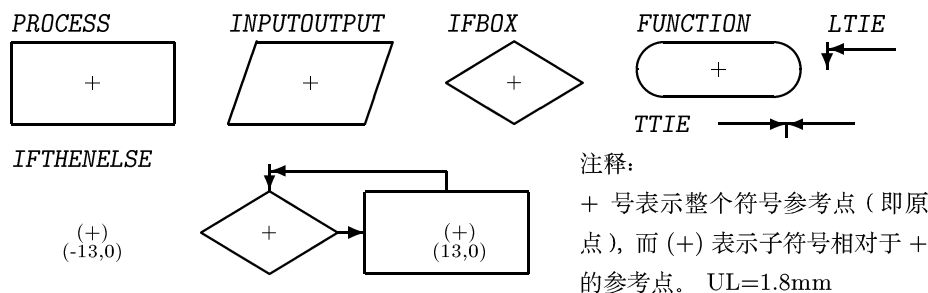 PROCESS INPUTOUTPUT IFBOX FUNCTION LTIE
+ + + +
TTIE
IFTHENELSE
注释:
+ 号表示整个符号参考点(即原
点),而 (+) 表示子符号相对于 +
的参考点。 UL=1.8mm
(+) + (+)
(-13,0) (13,0)